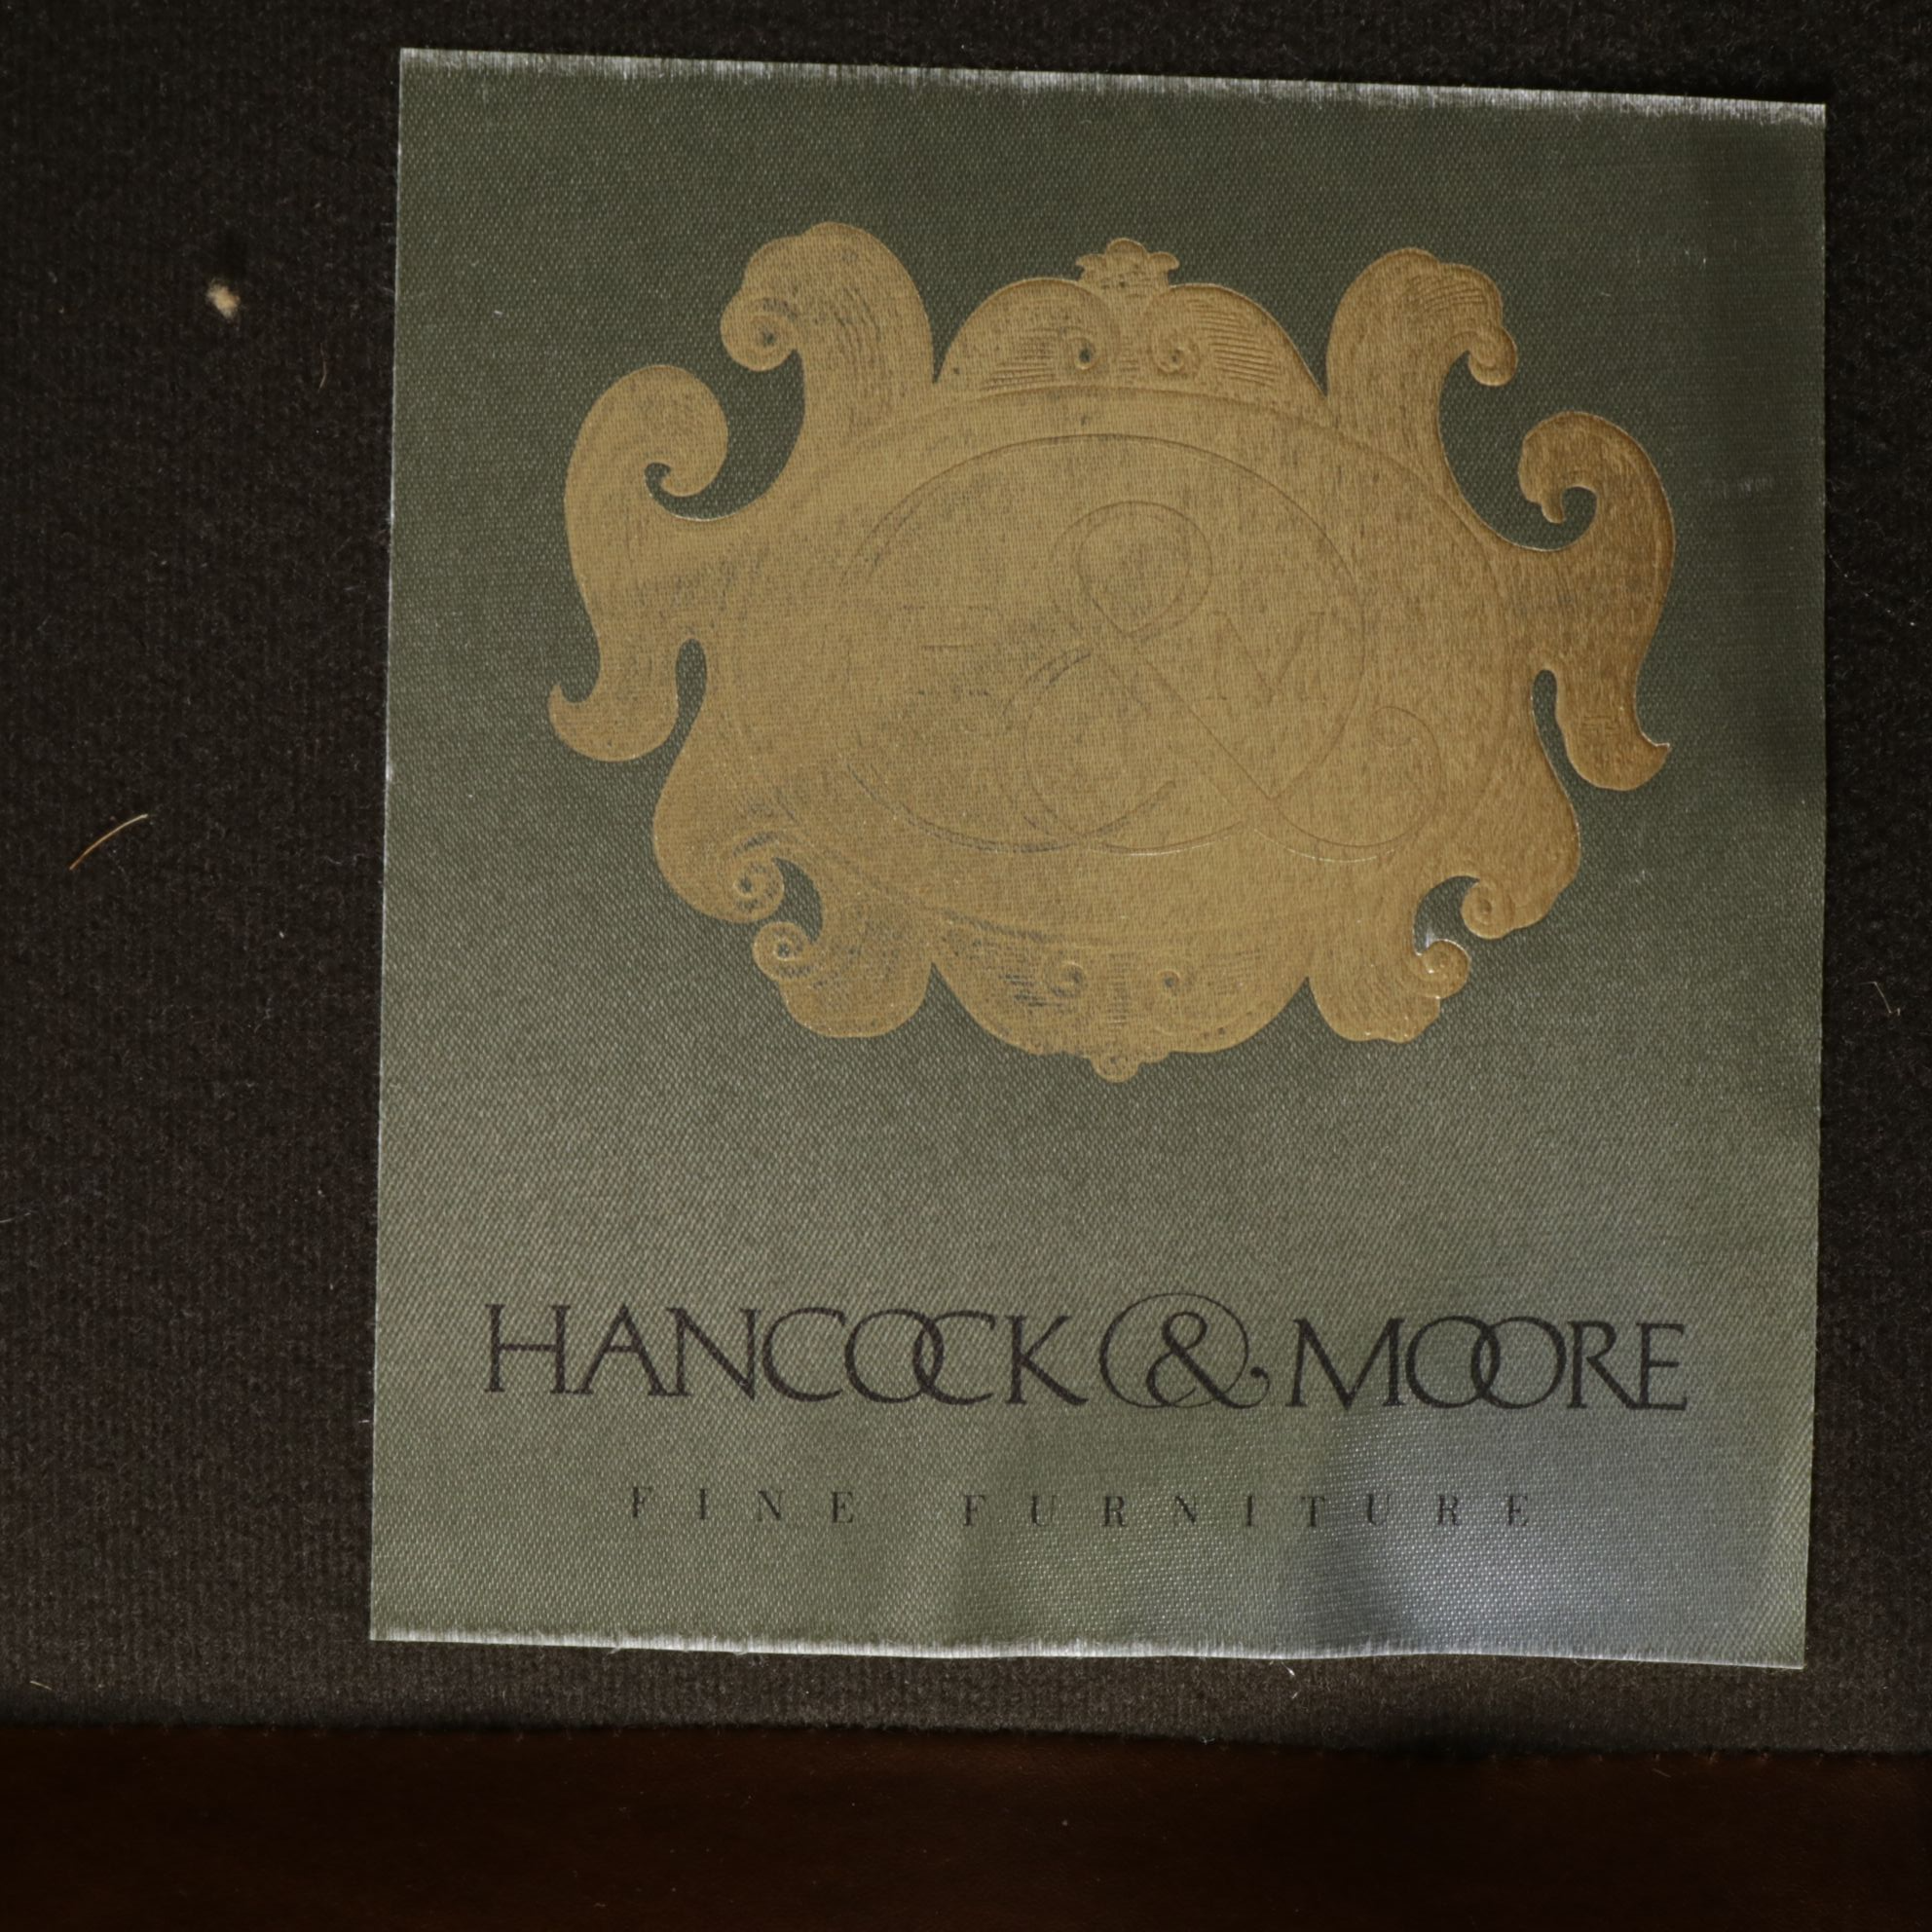 H & M
HANCOCK & MOORE
FINE FURNITURE